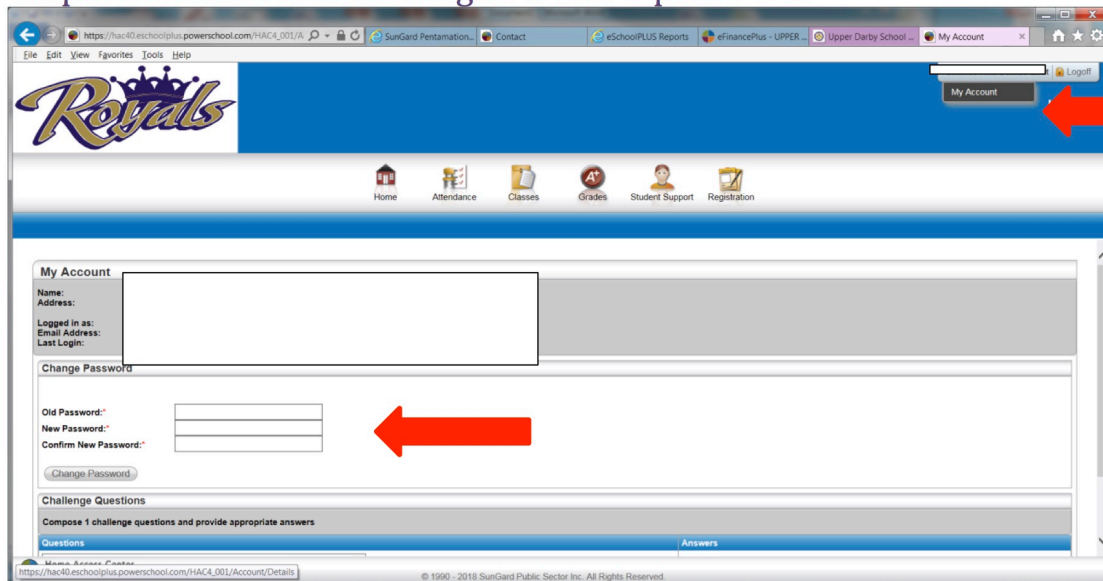 https://hac40.eschoolplus.powerschool.com/HAC4_001/A
SunGard Pentamation...
Contact
eSchoolPLUS Reports
eFinancePlus - UPPER ...
Upper Darby School ...
My Account
File Edit View Favorites Tools Help
Royals
Logoff
My Account
Home
Attendance
Classes
Grades
Student Support
Registration
My Account
Name:
Address:
Logged in as:
Email Address:
Last Login:
Change Password
Old Password:*
New Password:*
Confirm New Password:*
Change Password
Challenge Questions
Compose 1 challenge questions and provide appropriate answers
Questions Answers
Home Access Center
https://hac40.eschoolplus.powerschool.com/HAC4_001/Account/Details
© 1990 - 2018 SunGard Public Sector Inc. All Rights Reserved.